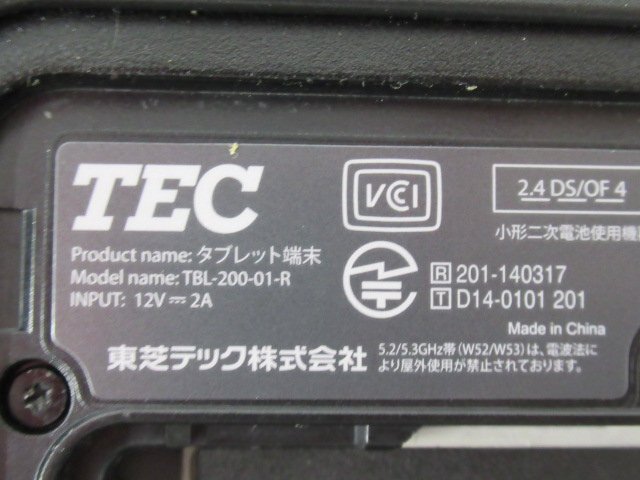 TEC
VCI
2.4 DS/OF 4
Product name: タブレット端末
Model name: TBL-200-01-R
INPUT: 12V⎓2A
小形二次電池使用機
R 201-140317
T D14-0101 201
Made in China
東芝テック株式会社
5.2/5.3GHz帯(W52/W53)は、電波法に
より屋外使用が禁止されております。